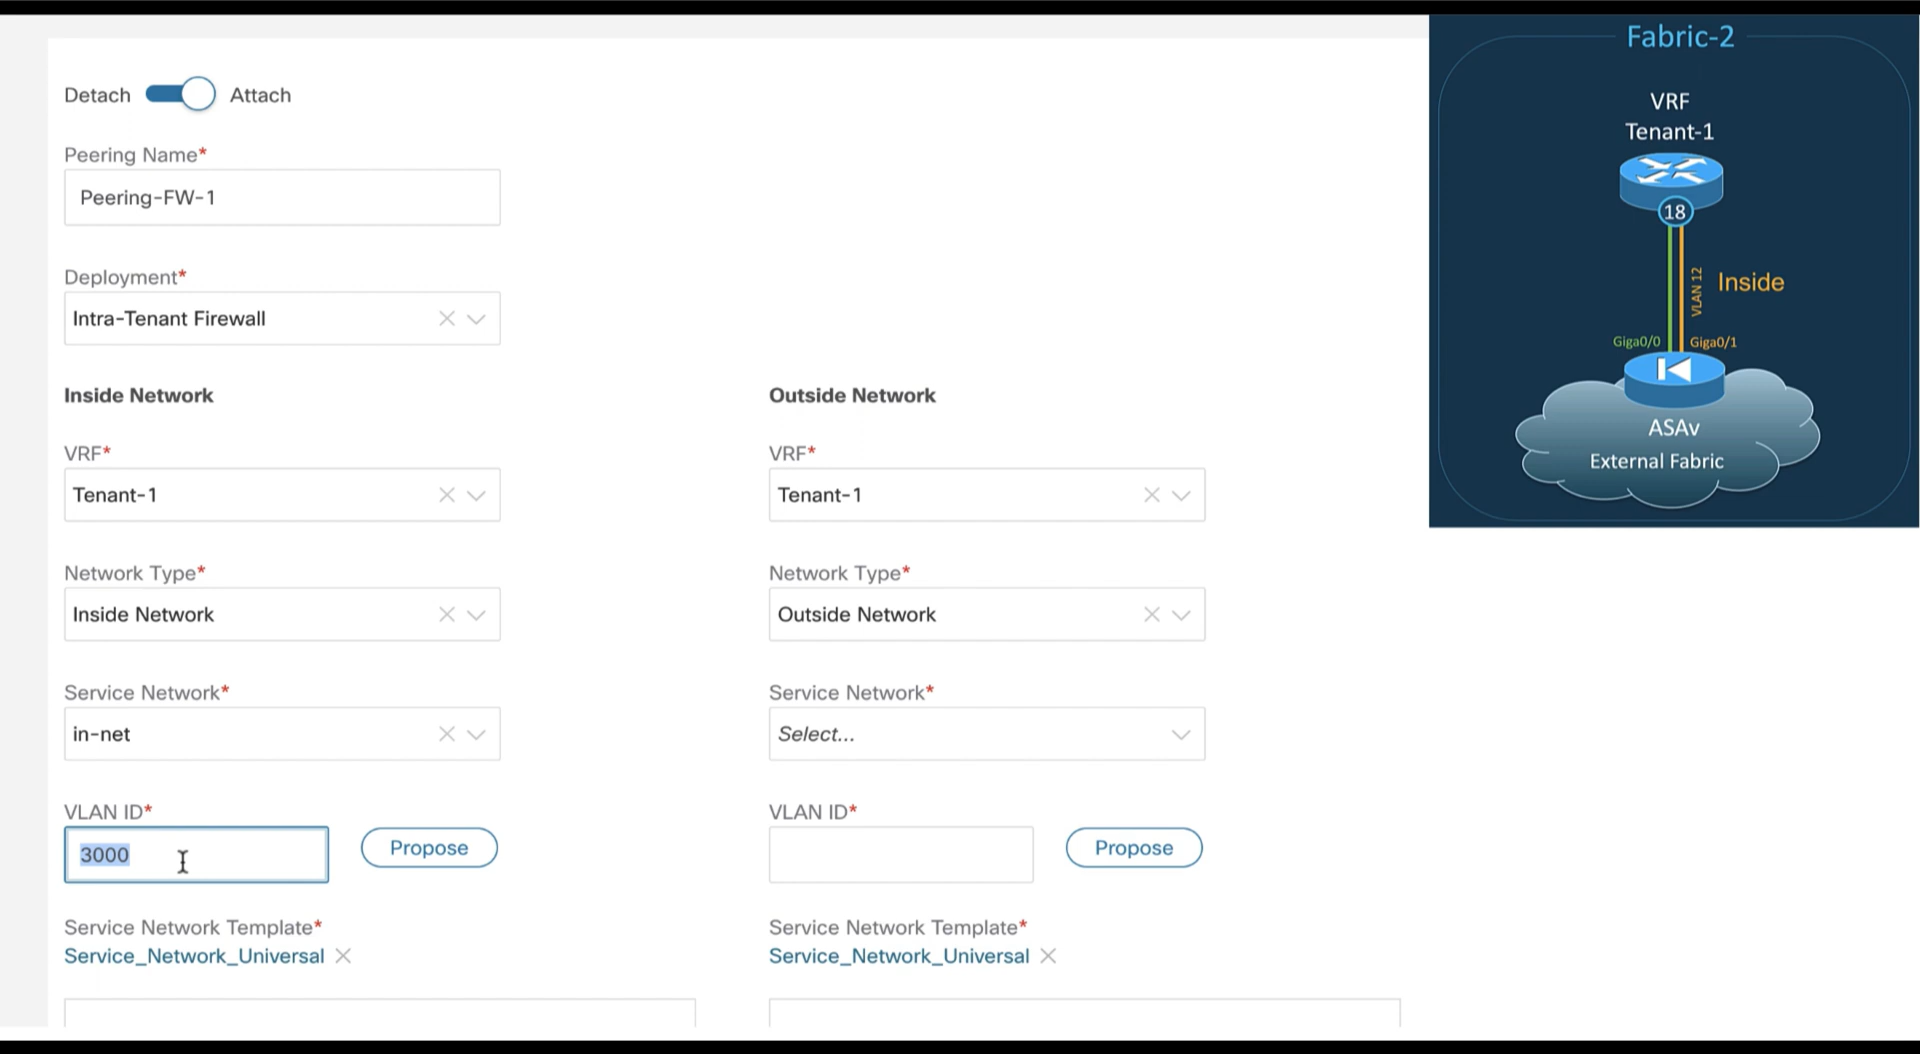 Detach Attach
Peering Name*
Peering-FW-1
Deployment*
Intra-Tenant Firewall
Inside Network
VRF*
Tenant-1
Network Type*
Inside Network
Service Network*
in-net
VLAN ID*
3000
Propose
Service Network Template*
Service_Network_Universal
Outside Network
VRF*
Tenant-1
Network Type*
Outside Network
Service Network*
Select...
VLAN ID*
Propose
Service Network Template*
Service_Network_Universal
Fabric-2
VRF
Tenant-1
18
VLAN 12
Inside
Giga0/0 Giga0/1
ASAv
External Fabric